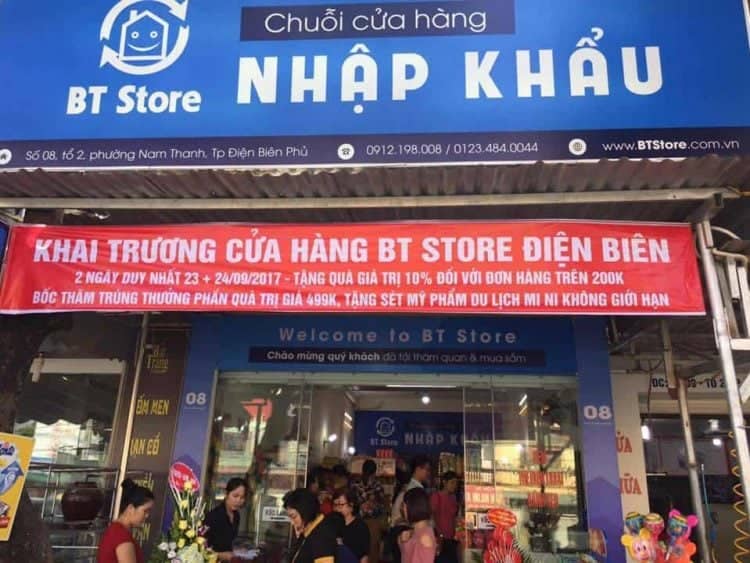 Chuỗi cửa hàng
BT Store
NHẬP KHẨU
Số 08, tổ 2, phường Nam Thanh, Tp Điện Biên Phủ
0912.198.008 / 0123.484.0044
www.BTStore.com.vn
KHAI TRƯƠNG CỬA HÀNG BT STORE ĐIỆN BIÊN
2 NGÀY DUY NHẤT 23 + 24/09/2017 - TẶNG QUÀ GIÁ TRỊ 10% ĐỐI VỚI ĐƠN HÀNG TRÊN 200K
BỐC THĂM TRÚNG THƯỞNG PHẦN QUÀ TRỊ GIÁ 499K, TẶNG SÉT MỸ PHẨM DU LỊCH MI NI KHÔNG GIỚI HẠN
Welcome to BT Store
Chào mừng quý khách đã tới thăm quan & mua sắm
08
08
BT Store
NHẬP KHẨU